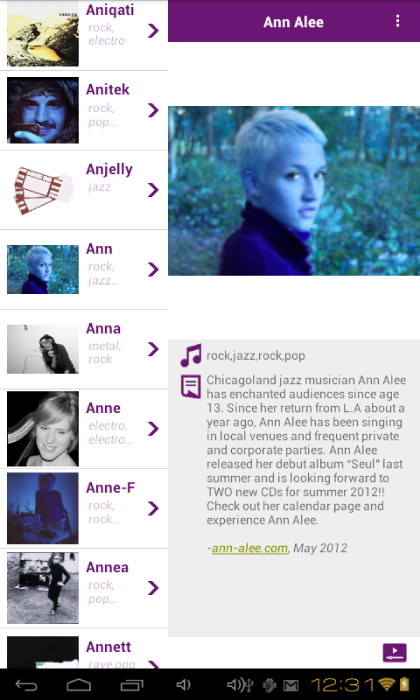 Aniqati
rock,
electro
Anitek
rock,
pop...
Anjelly
jazz
Ann
rock,
jazz...
Anna
metal,
rock
Anne
electro,
electro...
Anne-F
rock,
rock...
Annea
rock,
pop...
Annett
rave,pop
Ann Alee
rock,jazz,rock,pop
Chicagoland jazz musician Ann Alee
has enchanted audiences since age
13. Since her return from L.A about a
year ago, Ann Alee has been singing
in local venues and frequent private
and corporate parties. Ann Alee
released her debut album “Seul” last
summer and is looking forward to
TWO new CDs for summer 2012!!
Check out her calendar page and
experience Ann Alee.
-ann-alee.com, May 2012
12:31